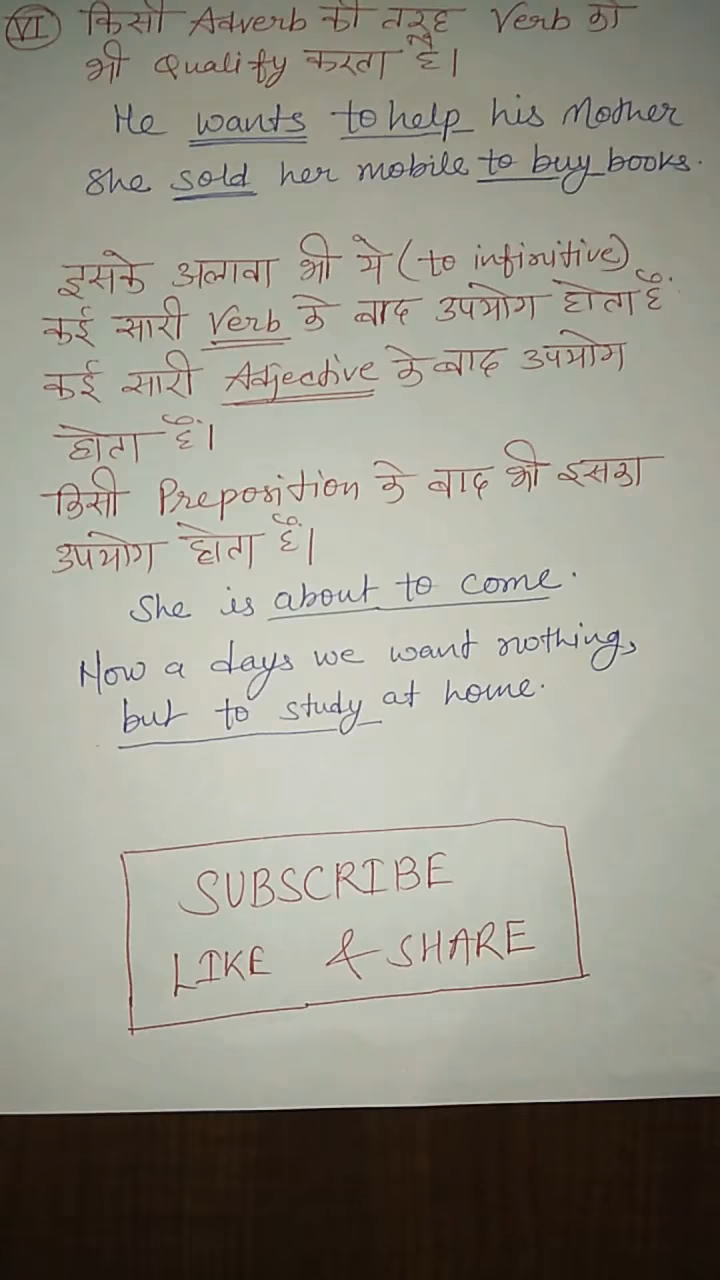 (VI) किसी Adverb की तरह Verb को
भी Qualify करता है।
He wants to help his Mother
She sold her mobile to buy books.
इसके अलावा भी ये (to infinitive)
कई सारी Verb के बाद उपयोग होता हैं
कई सारी Adjective के बाद उपयोग
होता हैं।
किसी Preposition के बाद भी इसका
उपयोग होता हैं।
She is about to come.
Now a days we want nothing,
but to study at home.
SUBSCRIBE
LIKE & SHARE